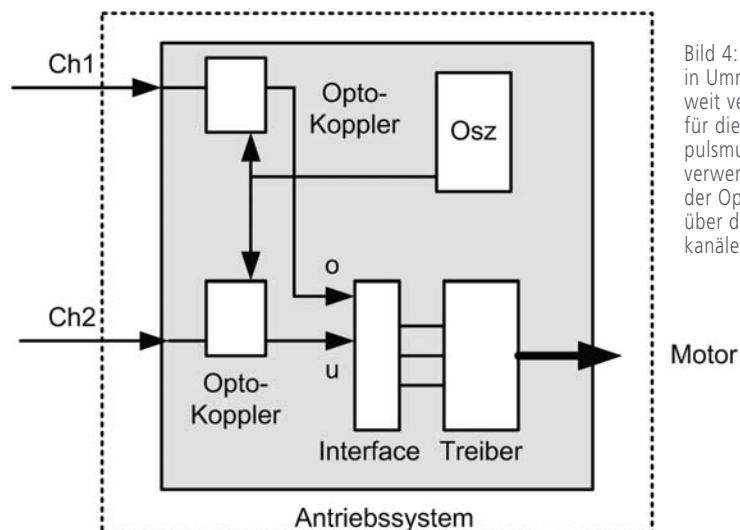 Ch1
Opto-
Koppler
Osz
o
Ch2
u
Opto-
Koppler
Interface Treiber
Motor
Antriebssystem
Bild 4:
in Umr
weit ve
für die
pulsmu
verwer
der Op
über d
kanäle